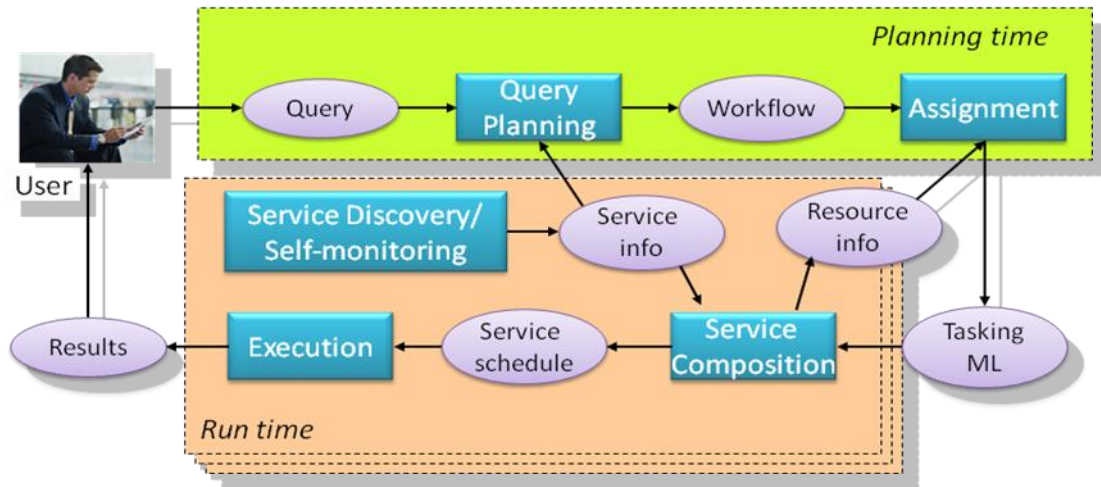 Planning time
Query
Query
Planning
Workflow
Assignment
User
Service Discovery/
Self-monitoring
Service
info
Resource
info
Results
Execution
Service
schedule
Service
Composition
Tasking
ML
Run time